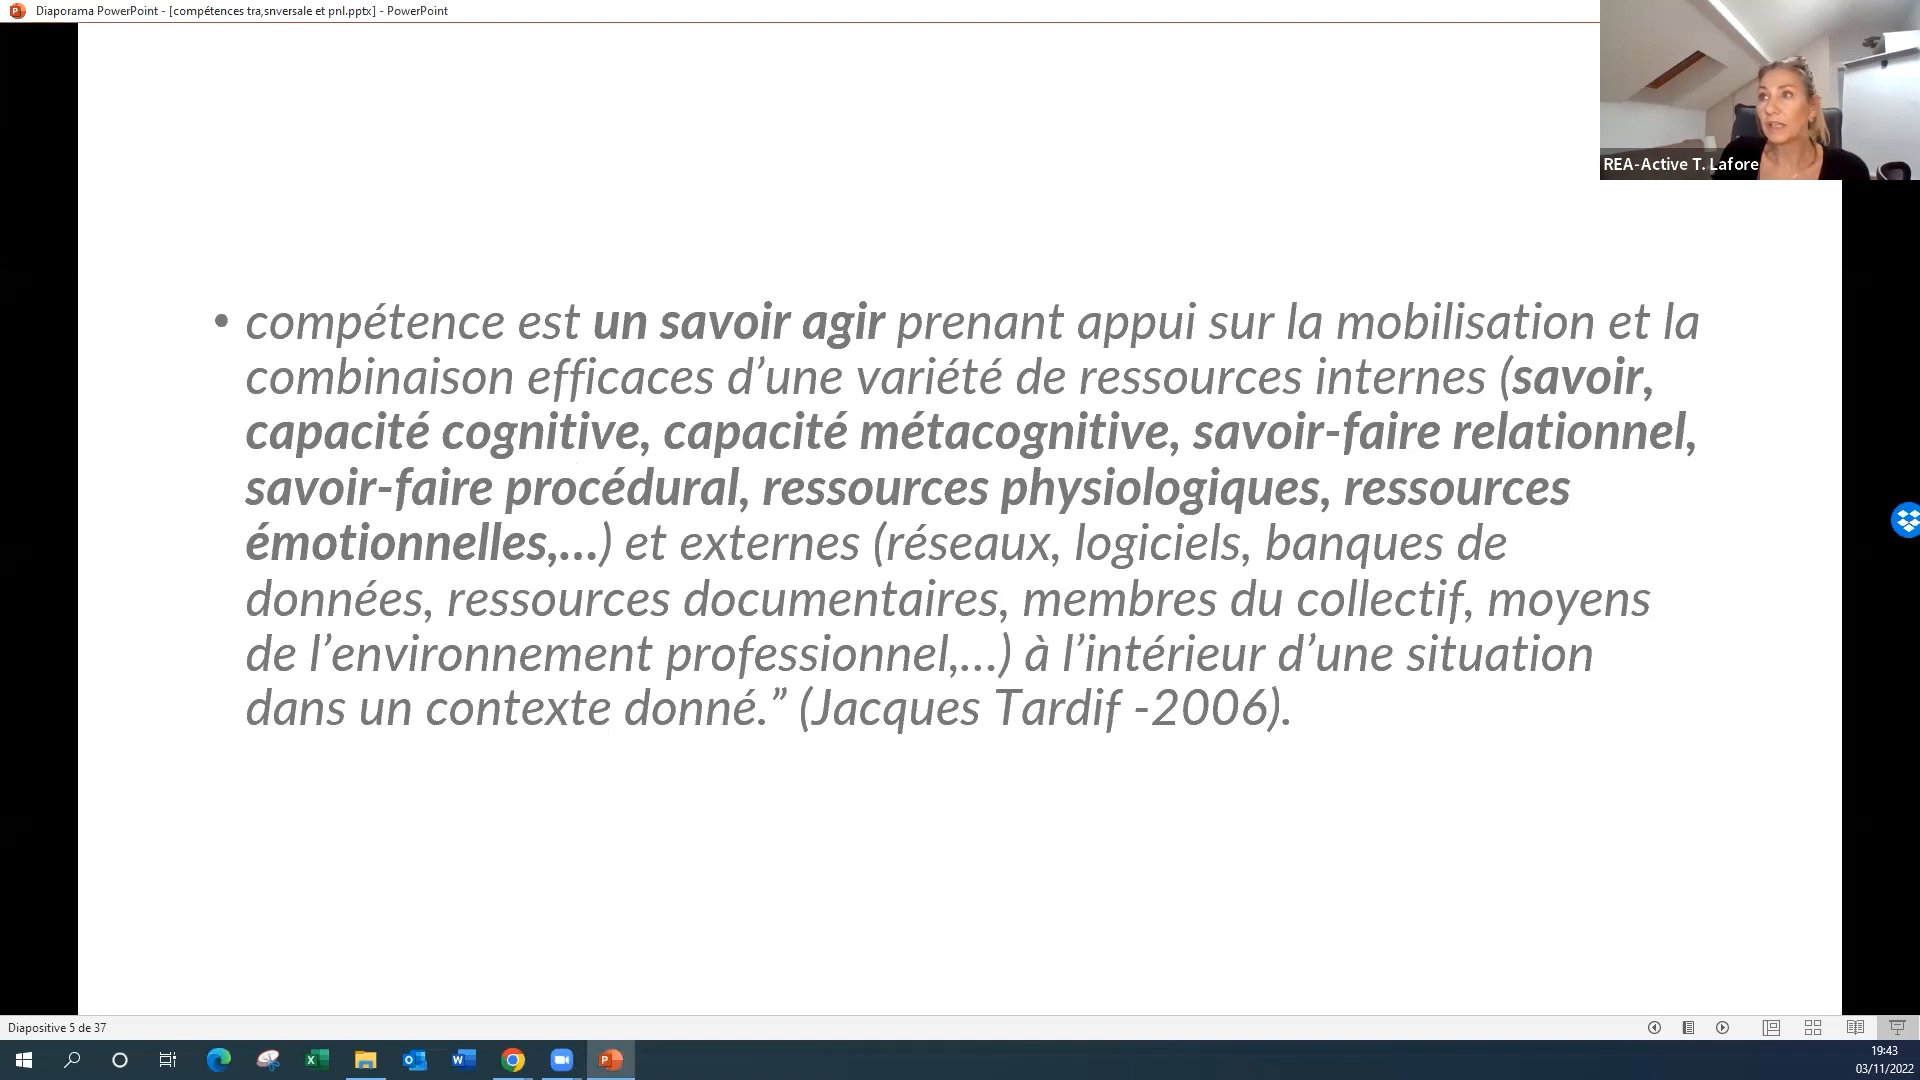 Diaporama PowerPoint - [compétences tra,snversale et pnl.pptx] - PowerPoint
REA-Active T. Lafore
• compétence est un savoir agir prenant appui sur la mobilisation et la
combinaison efficaces d’une variété de ressources internes (savoir,
capacité cognitive, capacité métacognitive, savoir-faire relationnel,
savoir-faire procédural, ressources physiologiques, ressources
émotionnelles,...) et externes (réseaux, logiciels, banques de
données, ressources documentaires, membres du collectif, moyens
de l’environnement professionnel,...) à l’intérieur d’une situation
dans un contexte donné.” (Jacques Tardif -2006).
Diapositive 5 de 37
19:43
03/11/2022